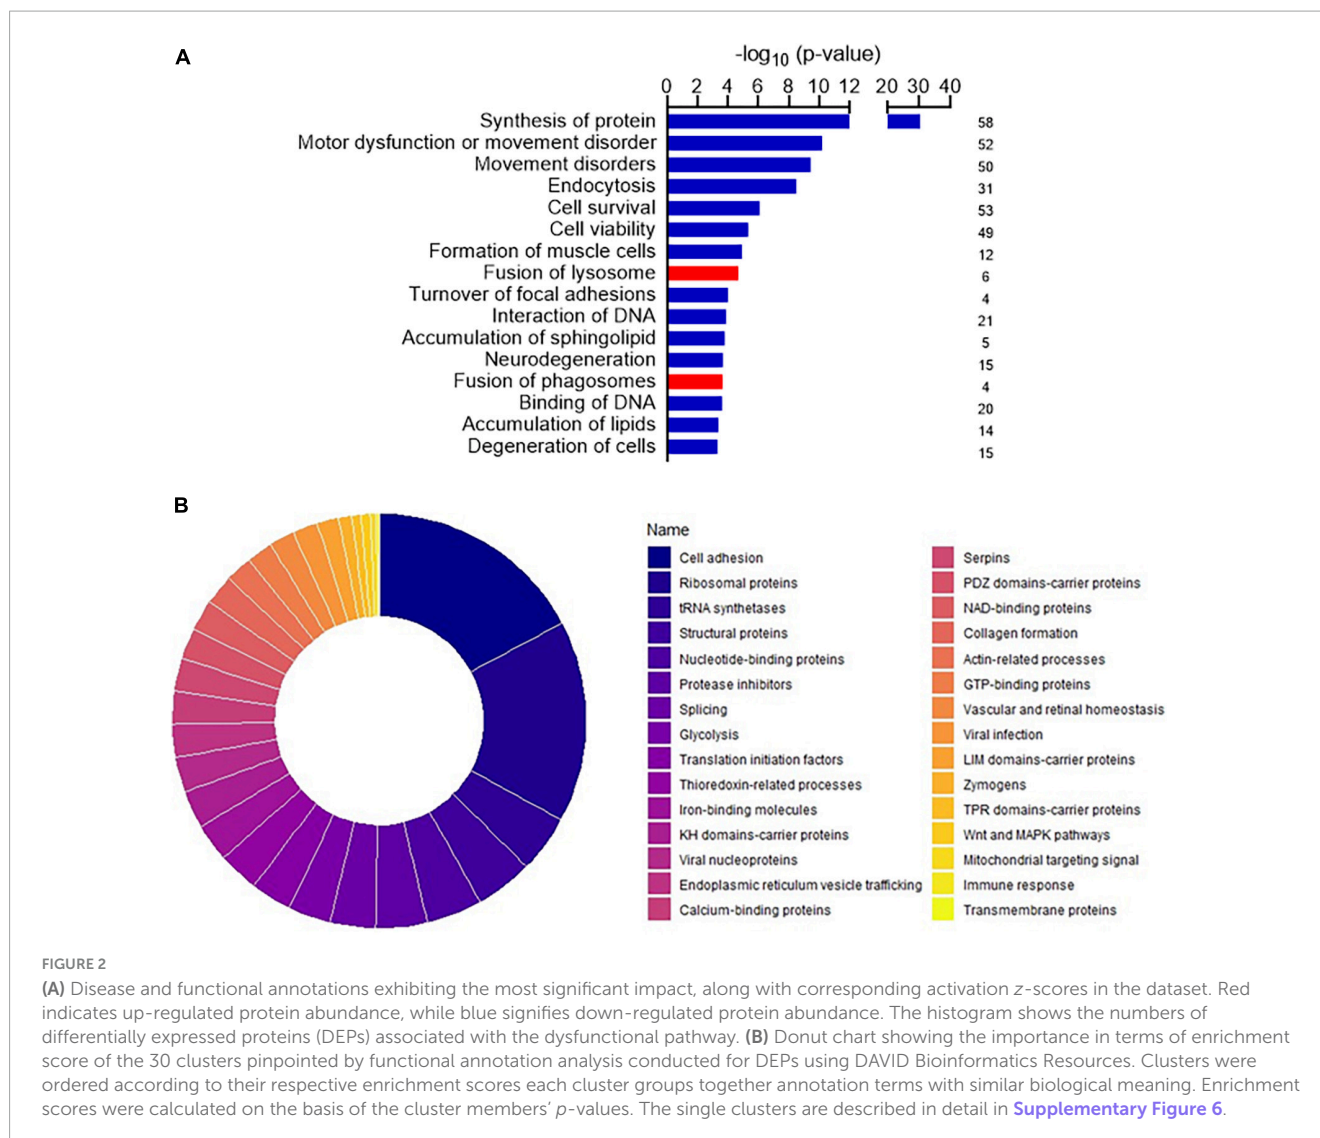 A
-log10 (p-value)
0 2 4 6 8 10 12 20 30 40
Synthesis of protein 58
Motor dysfunction or movement disorder 52
Movement disorders 50
Endocytosis 31
Cell survival 53
Cell viability 49
Formation of muscle cells 12
Fusion of lysosome 6
Turnover of focal adhesions 4
Interaction of DNA 21
Accumulation of sphingolipid 5
Neurodegeneration 15
Fusion of phagosomes 4
Binding of DNA 20
Accumulation of lipids 14
Degeneration of cells 15
B
Name
Cell adhesion
Ribosomal proteins
tRNA synthetases
Structural proteins
Nucleotide-binding proteins
Protease inhibitors
Splicing
Glycolysis
Translation initiation factors
Thioredoxin-related processes
Iron-binding molecules
KH domains-carrier proteins
Viral nucleoproteins
Endoplasmic reticulum vesicle trafficking
Calcium-binding proteins
Serpins
PDZ domains-carrier proteins
NAD-binding proteins
Collagen formation
Actin-related processes
GTP-binding proteins
Vascular and retinal homeostasis
Viral infection
LIM domains-carrier proteins
Zymogens
TPR domains-carrier proteins
Wnt and MAPK pathways
Mitochondrial targeting signal
Immune response
Transmembrane proteins
FIGURE 2
(A) Disease and functional annotations exhibiting the most significant impact, along with corresponding activation z-scores in the dataset. Red
indicates up-regulated protein abundance, while blue signifies down-regulated protein abundance. The histogram shows the numbers of
differentially expressed proteins (DEPs) associated with the dysfunctional pathway. (B) Donut chart showing the importance in terms of enrichment
score of the 30 clusters pinpointed by functional annotation analysis conducted for DEPs using DAVID Bioinformatics Resources. Clusters were
ordered according to their respective enrichment scores each cluster groups together annotation terms with similar biological meaning. Enrichment
scores were calculated on the basis of the cluster members' p-values. The single clusters are described in detail in Supplementary Figure 6.